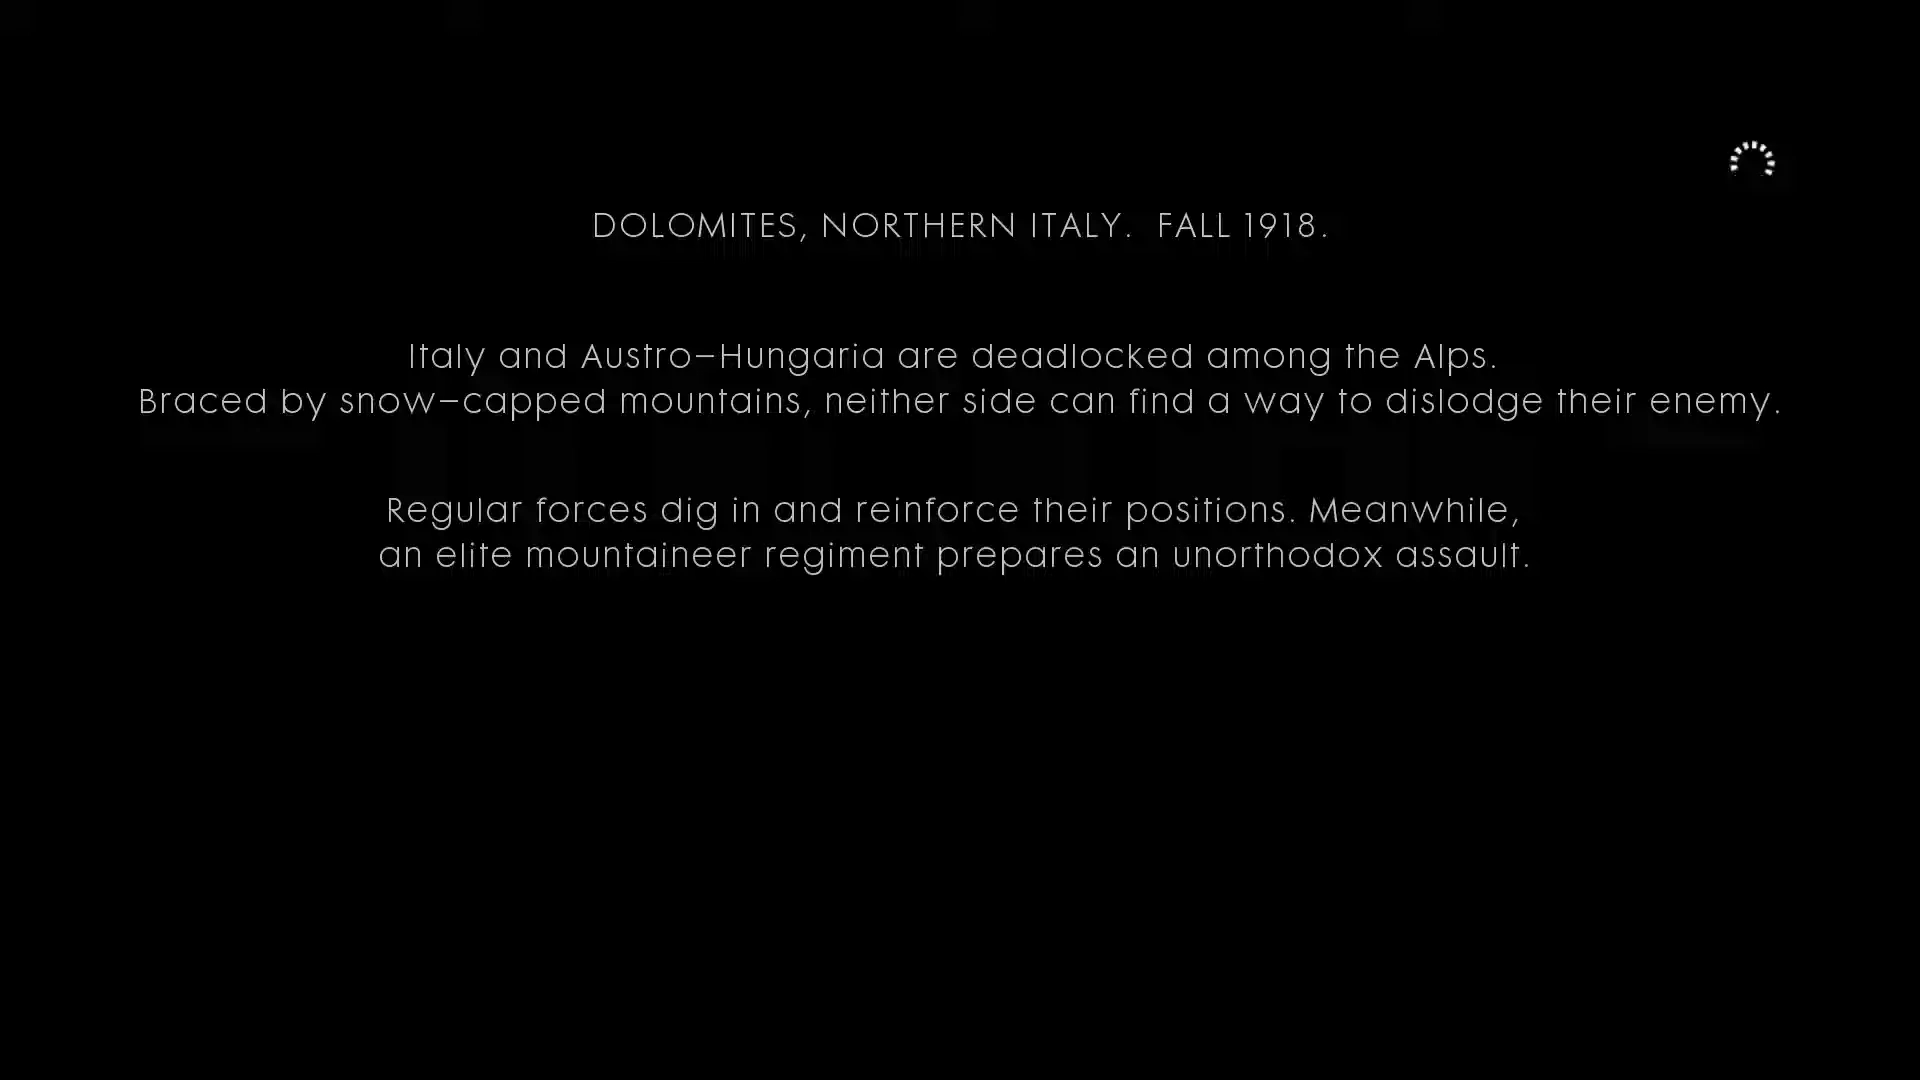 DOLOMITES, NORTHERN ITALY.  FALL 1918.
Italy and Austro-Hungaria are deadlocked among the Alps.
Braced by snow-capped mountains, neither side can find a way to dislodge their enemy.
Regular forces dig in and reinforce their positions. Meanwhile,
an elite mountaineer regiment prepares an unorthodox assault.